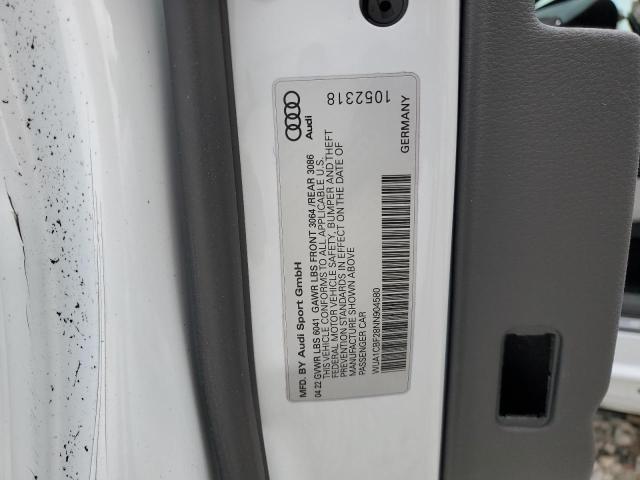 MFD. BY Audi Sport GmbH
Audi
04 22 GVWR LBS 6041 GAWR LBS FRONT 3064 /REAR 3086
THIS VEHICLE CONFORMS TO ALL APPLICABLE U.S.
FEDERAL MOTOR VEHICLE SAFETY, BUMPER AND THEFT
PREVENTION STANDARDS IN EFFECT ON THE DATE OF
MANUFACTURE SHOWN ABOVE
PASSENGER CAR
WUA1CBF28NN904580
GERMANY
1052318